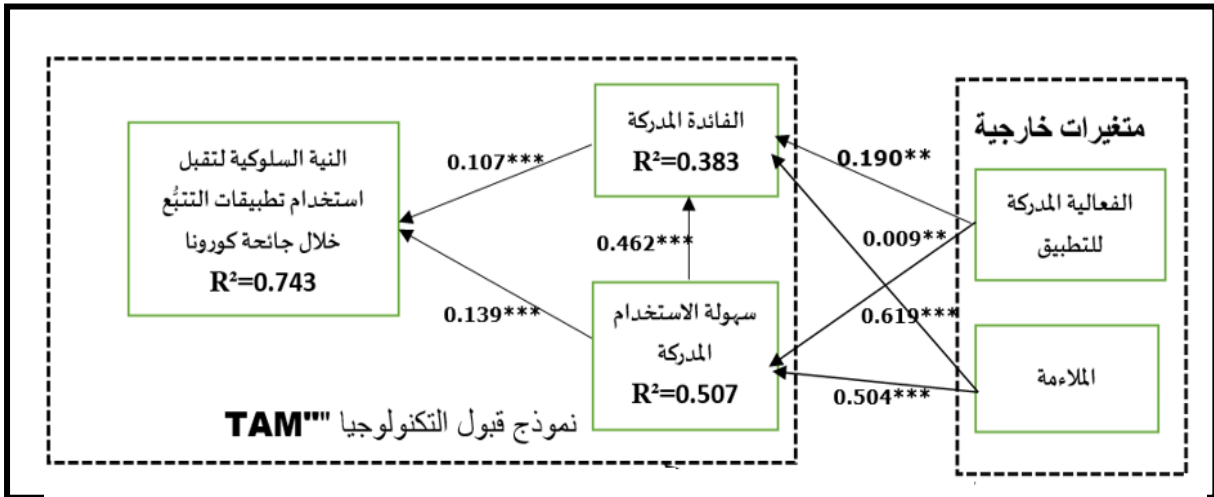 متغيرات خارجية
الفعالية المدركة
للتطبيق
الملاءمة
0.190**
0.009**
0.619***
0.504***
الفائدة المدركة
R²=0.383
0.462***
سهولة الاستخدام
المدركة
R²=0.507
0.107***
0.139***
النية السلوكية لتقبل
استخدام تطبيقات التتبُّع
خلال جائحة كورونا
R²=0.743
نموذج قبول التكنولوجيا "TAM""